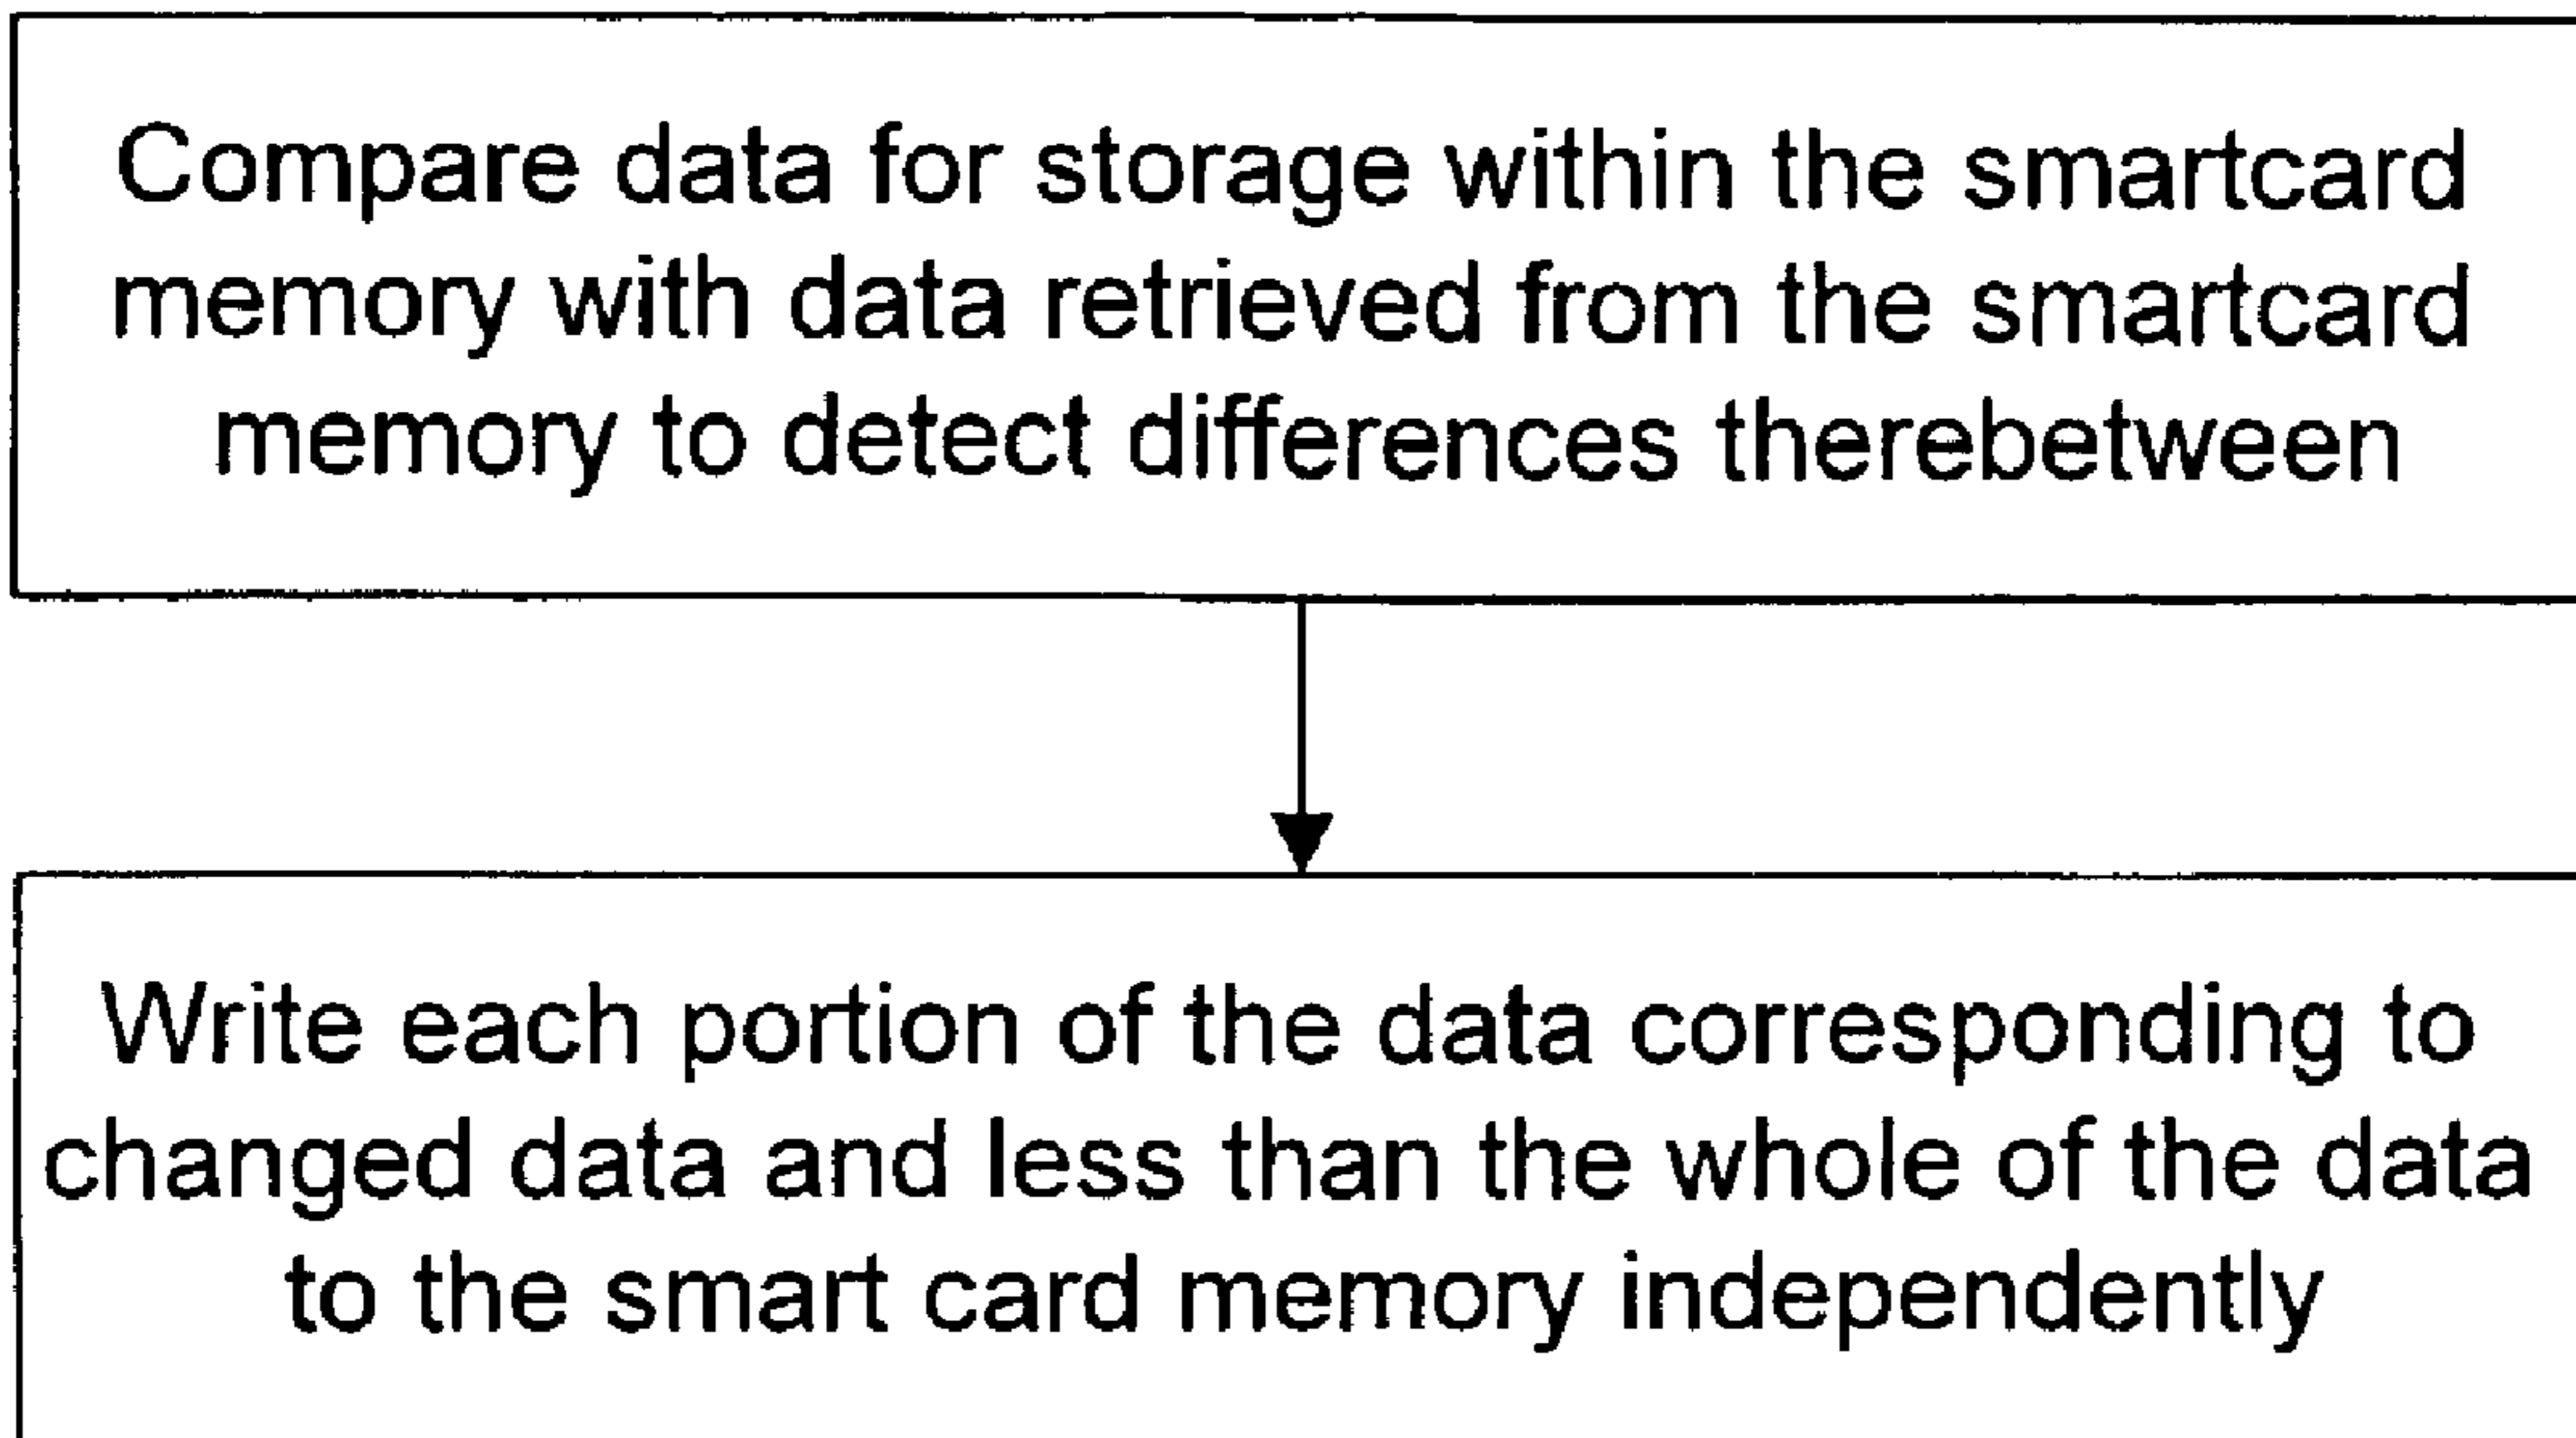 Compare data for storage within the smartcard
memory with data retrieved from the smartcard
memory to detect differences therebetween
Write each portion of the data corresponding to
changed data and less than the whole of the data
to the smart card memory independently